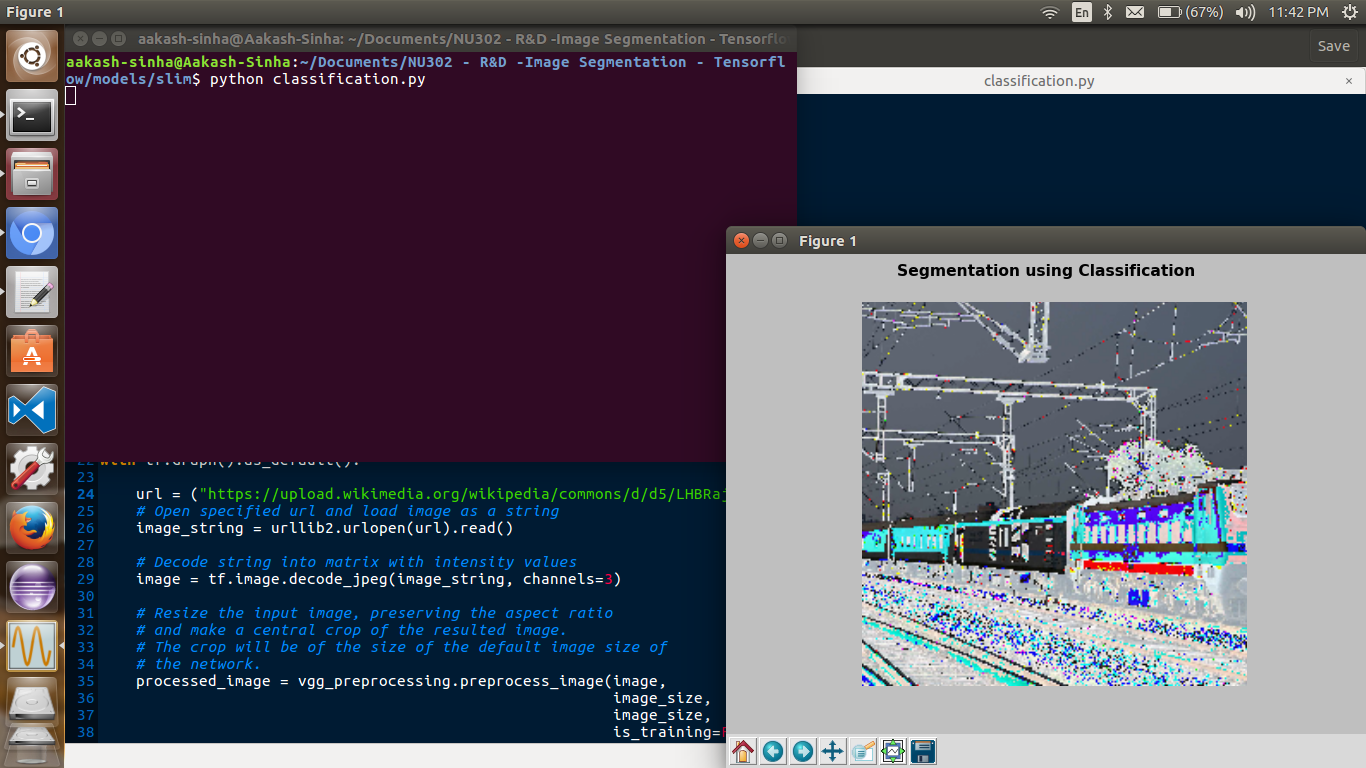 Figure 1
En
(67%)
11:42 PM
aakash-sinha@Aakash-Sinha: ~/Documents/NU302 - R&D -Image Segmentation - Tensorflo
Save
aakash-sinha@Aakash-Sinha:~/Documents/NU302 - R&D -Image Segmentation - Tensorfl
ow/models/slim$ python classification.py
classification.py
Figure 1
Segmentation using Classification
22 with tf.Graph().as_default():
23
24 url = ("https://upload.wikimedia.org/wikipedia/commons/d/d5/LHBRaj
25 # Open specified url and load image as a string
26 image_string = urllib2.urlopen(url).read()
27
28 # Decode string into matrix with intensity values
29 image = tf.image.decode_jpeg(image_string, channels=3)
30
31 # Resize the input image, preserving the aspect ratio
32 # and make a central crop of the resulted image.
33 # The crop will be of the size of the default image size of
34 # the network.
35 processed_image = vgg_preprocessing.preprocess_image(image,
36 image_size,
37 image_size,
38 is_training=F